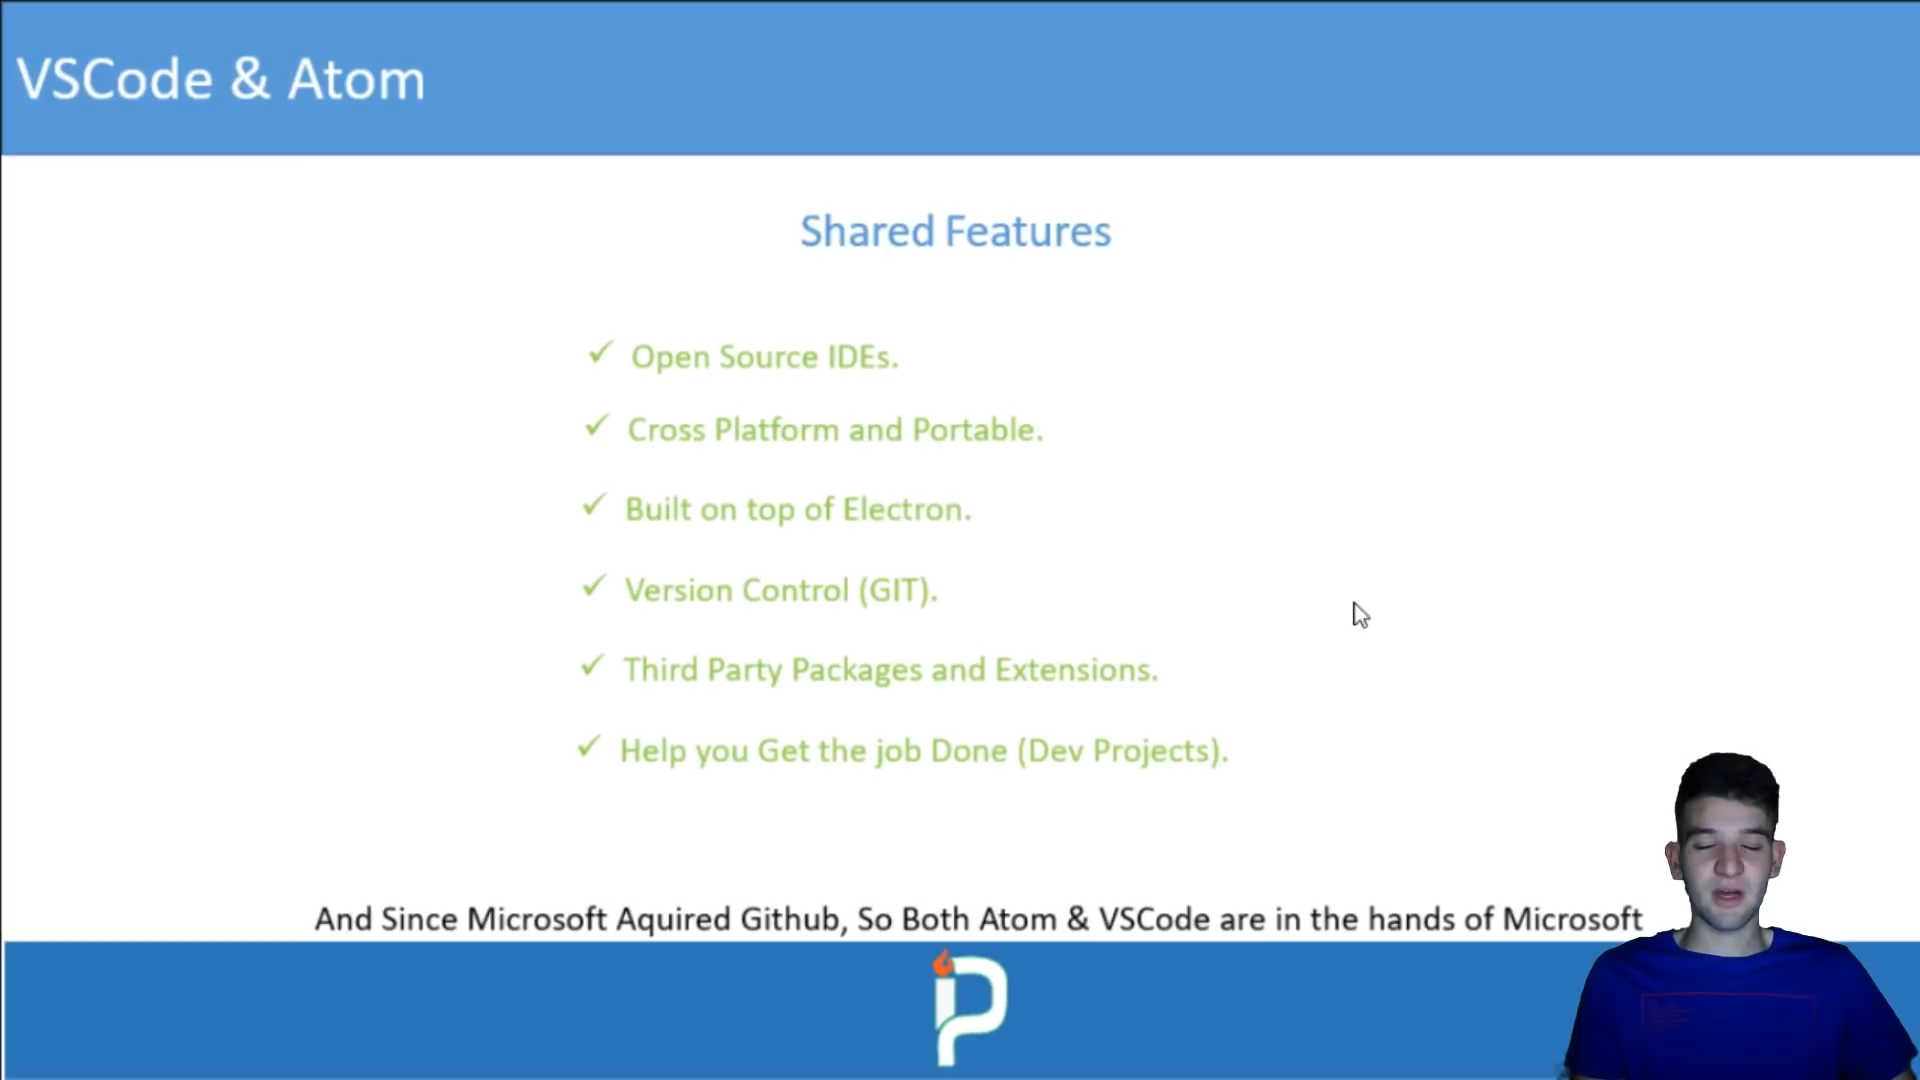 VSCode & Atom
Shared Features
✓ Open Source IDEs.
✓ Cross Platform and Portable.
✓ Built on top of Electron.
✓ Version Control (GIT).
✓ Third Party Packages and Extensions.
✓ Help you Get the job Done (Dev Projects).
And Since Microsoft Aquired Github, So Both Atom & VSCode are in the hands of Microsoft